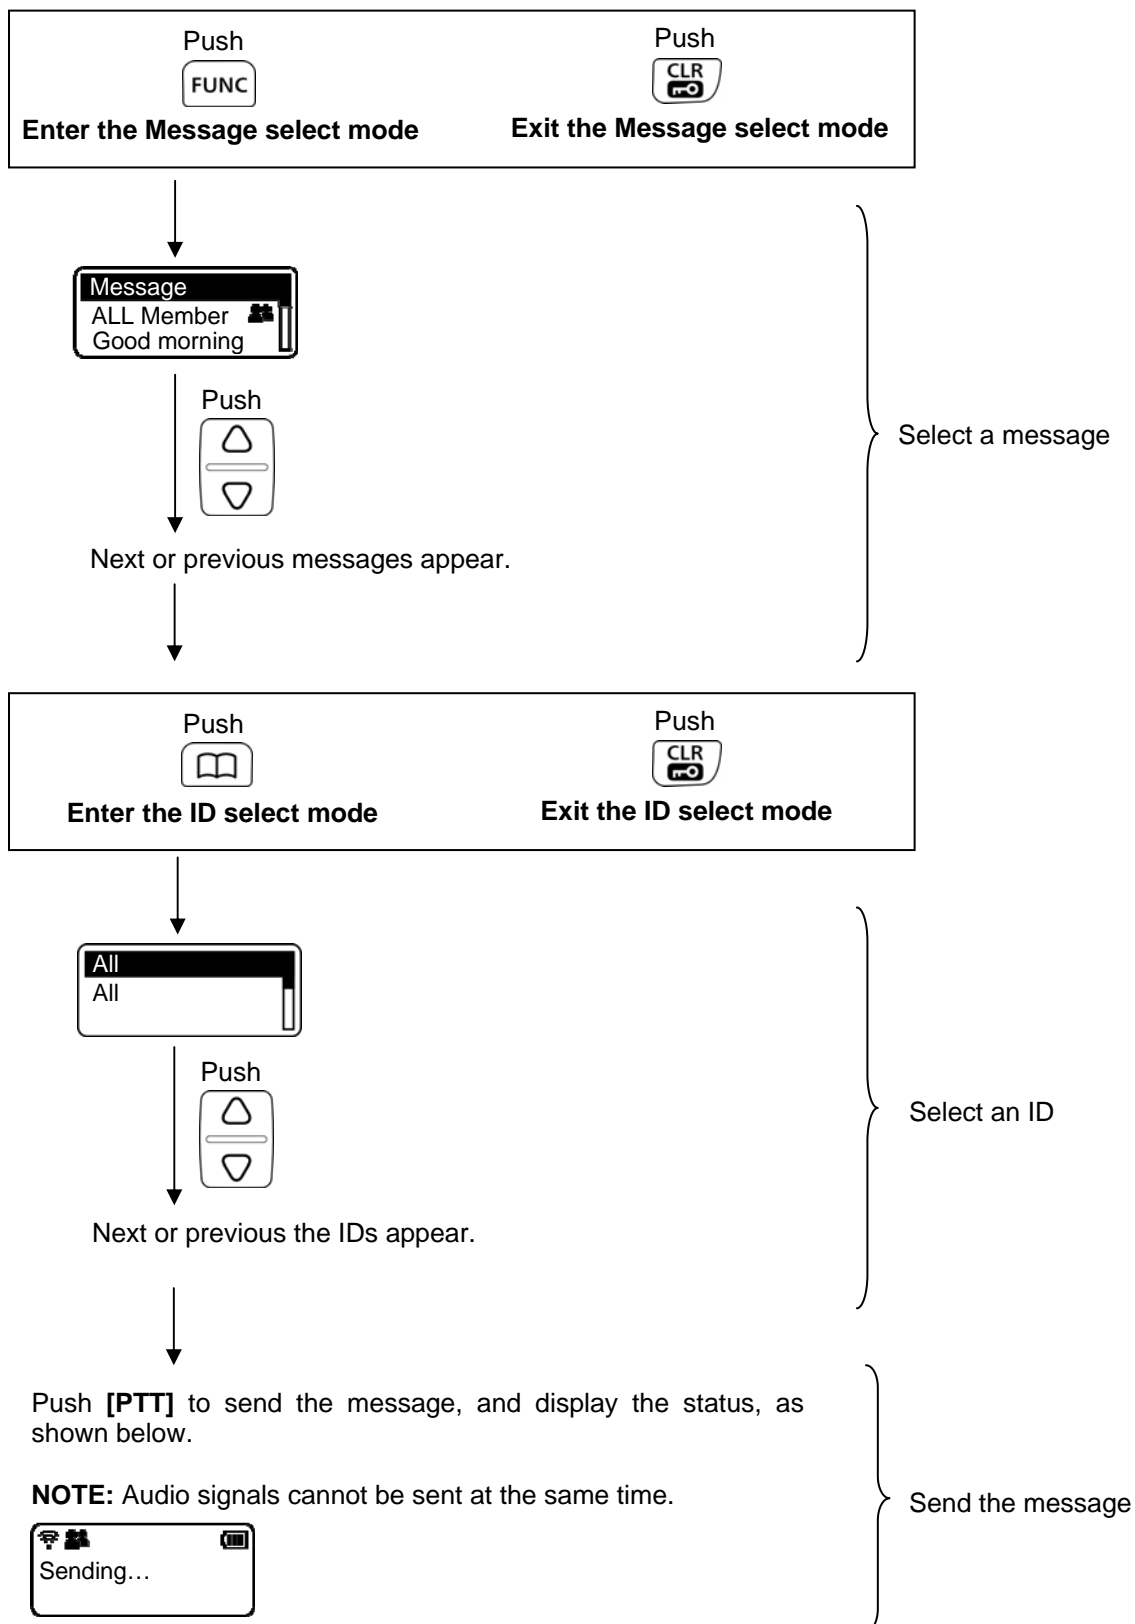 Push
FUNC
Enter the Message select mode
Push
CLR
Exit the Message select mode
Message
ALL Member
Good morning
Push
Next or previous messages appear.
Select a message
Push
Enter the ID select mode
Push
CLR
Exit the ID select mode
All
All
Push
Next or previous the IDs appear.
Select an ID
Push [PTT] to send the message, and display the status, as
shown below.
NOTE: Audio signals cannot be sent at the same time.
Sending…
Send the message